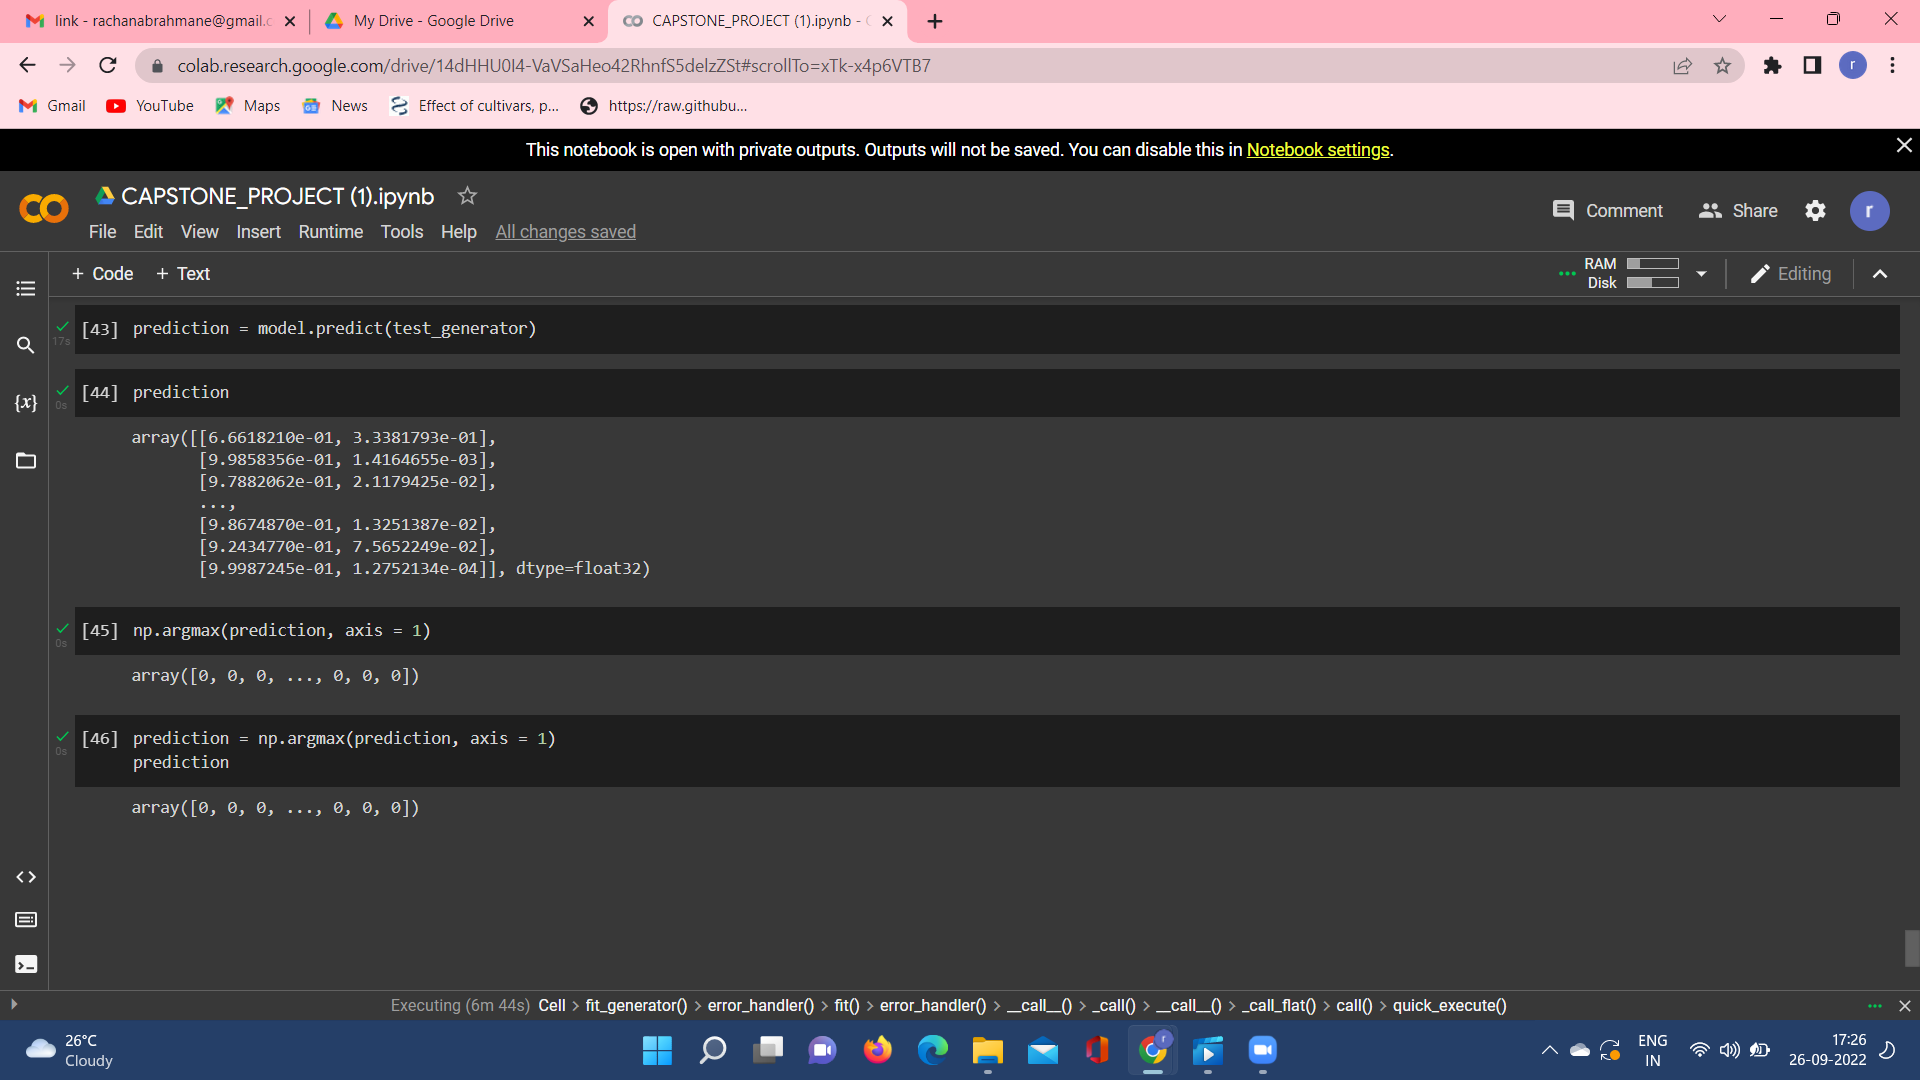 link - rachanabrahmane@gmail.c
My Drive - Google Drive
CAPSTONE_PROJECT (1).ipynb - C
colab.research.google.com/drive/14dHHU0I4-VaVSaHeo42RhnfS5delzZSt#scrollTo=xTk-x4p6VTB7
r
Gmail YouTube Maps News Effect of cultivars, p... https://raw.githubu...
This notebook is open with private outputs. Outputs will not be saved. You can disable this in Notebook settings.
CAPSTONE_PROJECT (1).ipynb
Comment Share r
File Edit View Insert Runtime Tools Help All changes saved
+ Code + Text
RAM
Disk
Editing
[43] prediction = model.predict(test_generator)
17s
[44] prediction
0s
array([[6.6618210e-01, 3.3381793e-01],
[9.9858356e-01, 1.4164655e-03],
[9.7882062e-01, 2.1179425e-02],
...,
[9.8674870e-01, 1.3251387e-02],
[9.2434770e-01, 7.5652249e-02],
[9.9987245e-01, 1.2752134e-04]], dtype=float32)
[45] np.argmax(prediction, axis = 1)
0s
array([0, 0, 0, ..., 0, 0, 0])
[46] prediction = np.argmax(prediction, axis = 1)
0s
prediction
array([0, 0, 0, ..., 0, 0, 0])
Executing (6m 44s) Cell > fit_generator() > error_handler() > fit() > error_handler() > __call__() > _call() > __call__() > _call_flat() > call() > quick_execute()
26°C
Cloudy
ENG
IN
17:26
26-09-2022